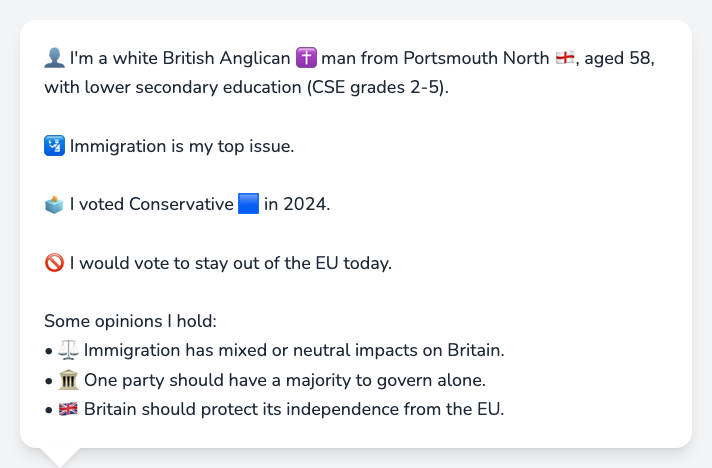 👤 I'm a white British Anglican ✝️ man from Portsmouth North 🏴󠁧󠁢󠁥󠁮󠁧󠁿, aged 58,
with lower secondary education (CSE grades 2-5).
🛂 Immigration is my top issue.
🗳️ I voted Conservative 🟦 in 2024.
🚫 I would vote to stay out of the EU today.
Some opinions I hold:
• ⚖️ Immigration has mixed or neutral impacts on Britain.
• 🏛️ One party should have a majority to govern alone.
• 🇬🇧 Britain should protect its independence from the EU.